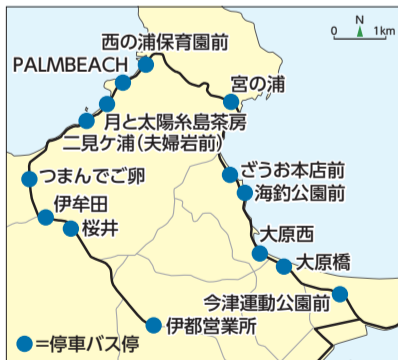 西の浦保育園前
N
0 1km
PALMBEACH
宮の浦
月と太陽糸島茶房
二見ケ浦(夫婦岩前)
ざうお本店前
つまんでご卵
海釣公園前
伊牟田
桜井
大原西
大原橋
今津運動公園前
伊都営業所
=停車バス停